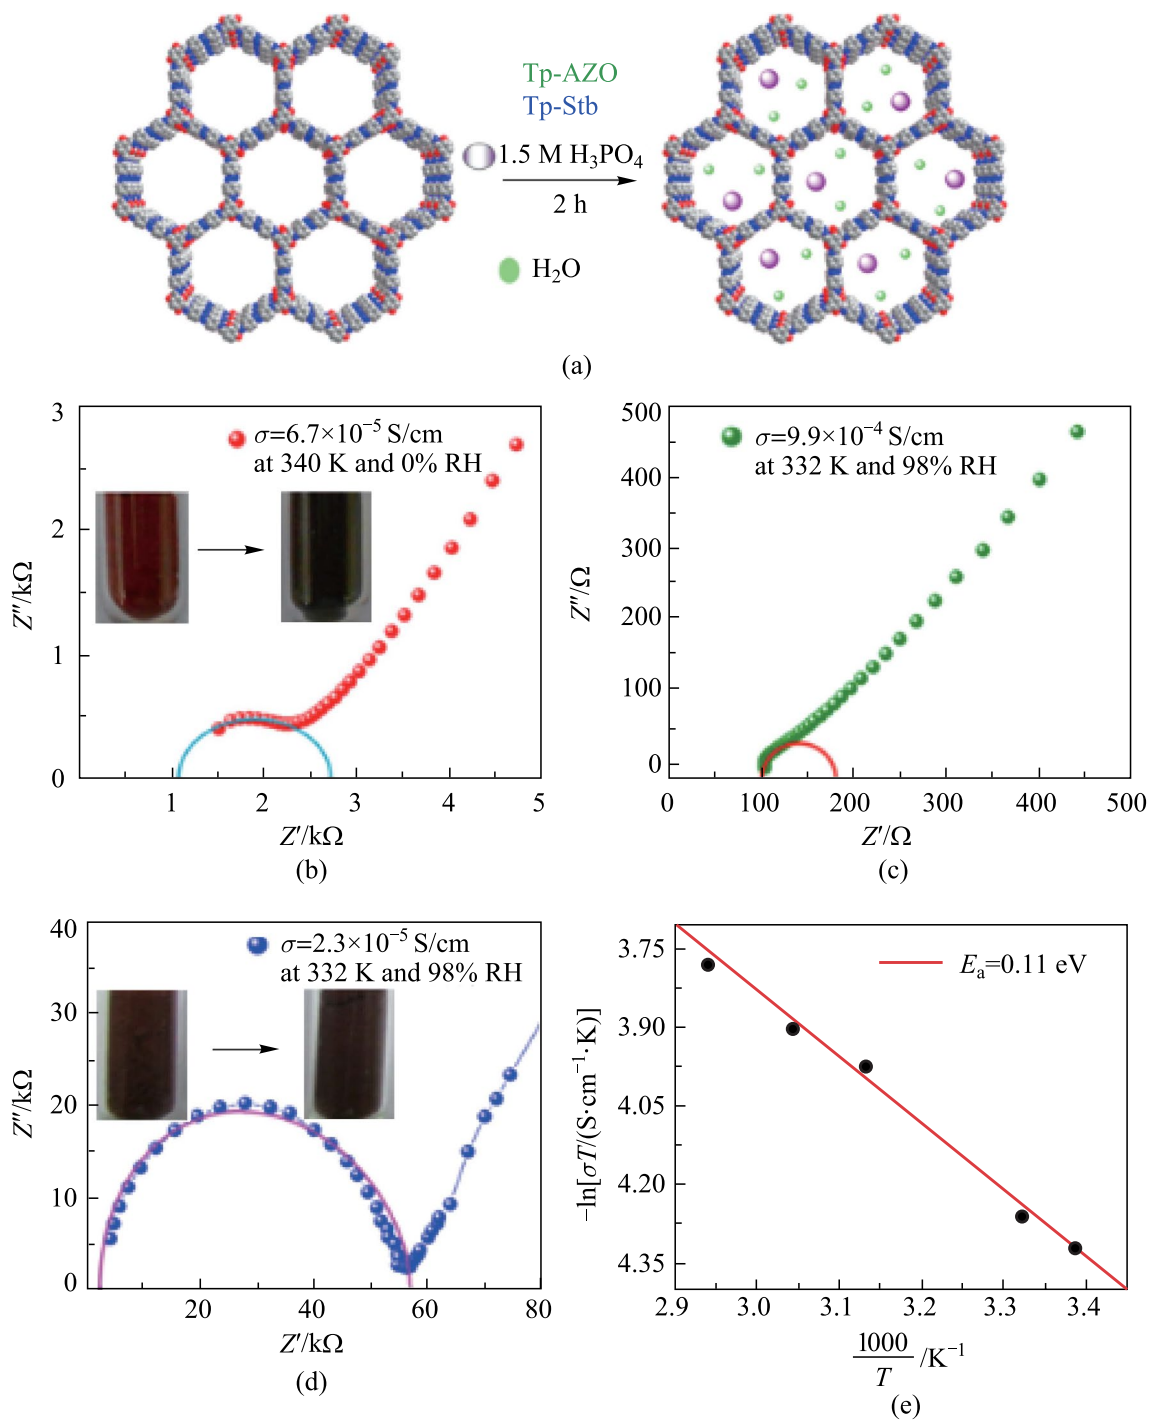 Tp-AZO
Tp-Stb
1.5 M H₃PO₄
2 h
H₂O
(a)
3
2
1
0
Z″/kΩ
σ=6.7×10⁻⁵ S/cm
at 340 K and 0% RH
1 2 3 4 5
Z′/kΩ
(b)
500
400
300
200
100
0
Z″/Ω
σ=9.9×10⁻⁴ S/cm
at 332 K and 98% RH
0 100 200 300 400 500
Z′/Ω
(c)
40
30
20
10
0
Z″/kΩ
σ=2.3×10⁻⁵ S/cm
at 332 K and 98% RH
20 40 60 80
Z′/kΩ
(d)
3.75
3.90
4.05
4.20
4.35
−ln[σT/(S·cm⁻¹·K)]
Eₐ=0.11 eV
2.9 3.0 3.1 3.2 3.3 3.4
1000/T /K⁻¹
(e)